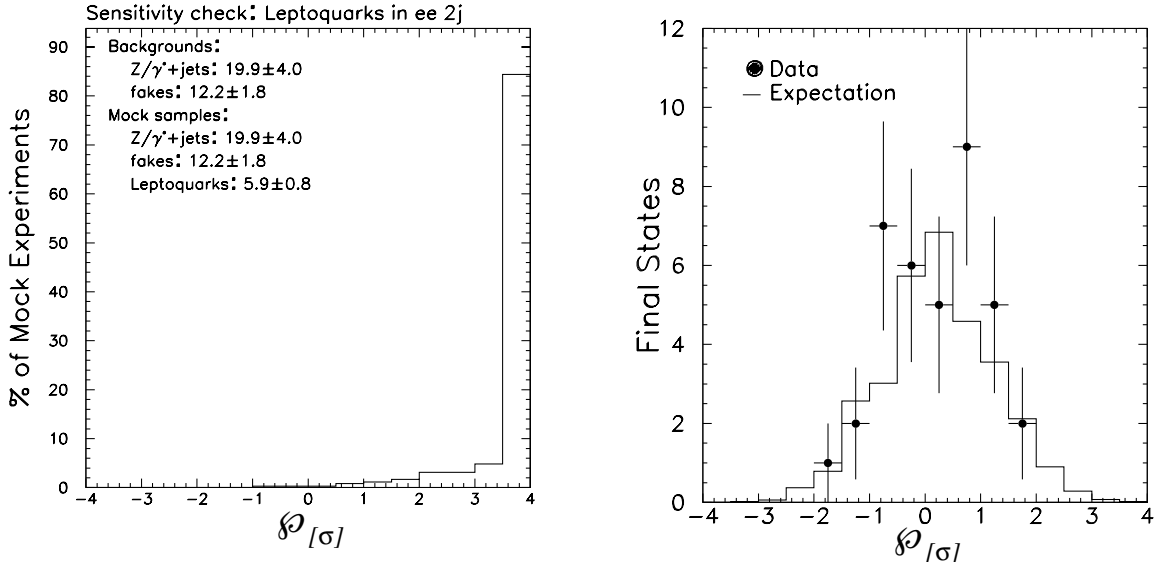 Sensitivity check: Leptoquarks in ee 2j
Backgrounds:
Z/γ*+jets: 19.9±4.0
fakes: 12.2±1.8
Mock samples:
Z/γ*+jets: 19.9±4.0
fakes: 12.2±1.8
Leptoquarks: 5.9±0.8
% of Mock Experiments
90
80
70
60
50
40
30
20
10
0
-4 -3 -2 -1 0 1 2 3 4
℘[σ]
Data
Expectation
Final States
12
10
8
6
4
2
0
-4 -3 -2 -1 0 1 2 3 4
℘[σ]